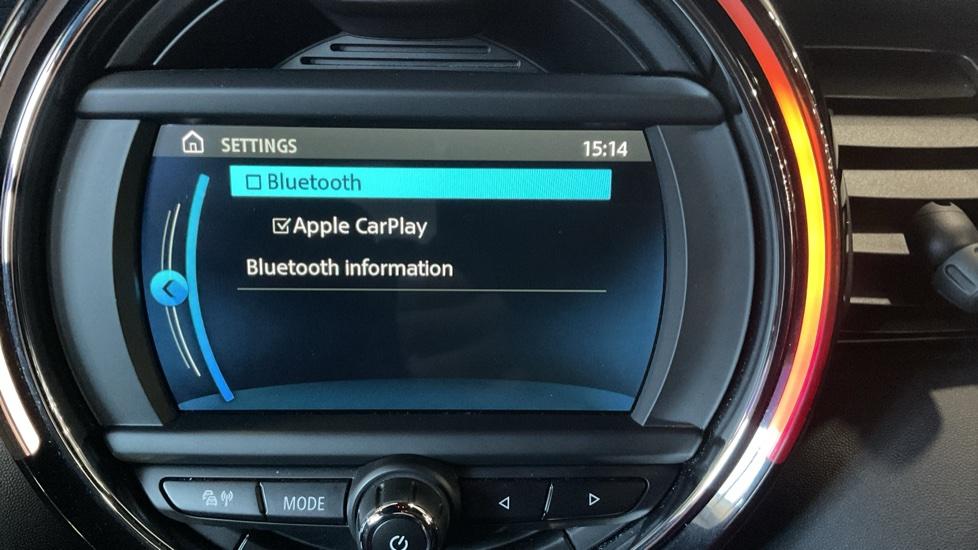 SETTINGS 15:14
Bluetooth
Apple CarPlay
Bluetooth information
MODE